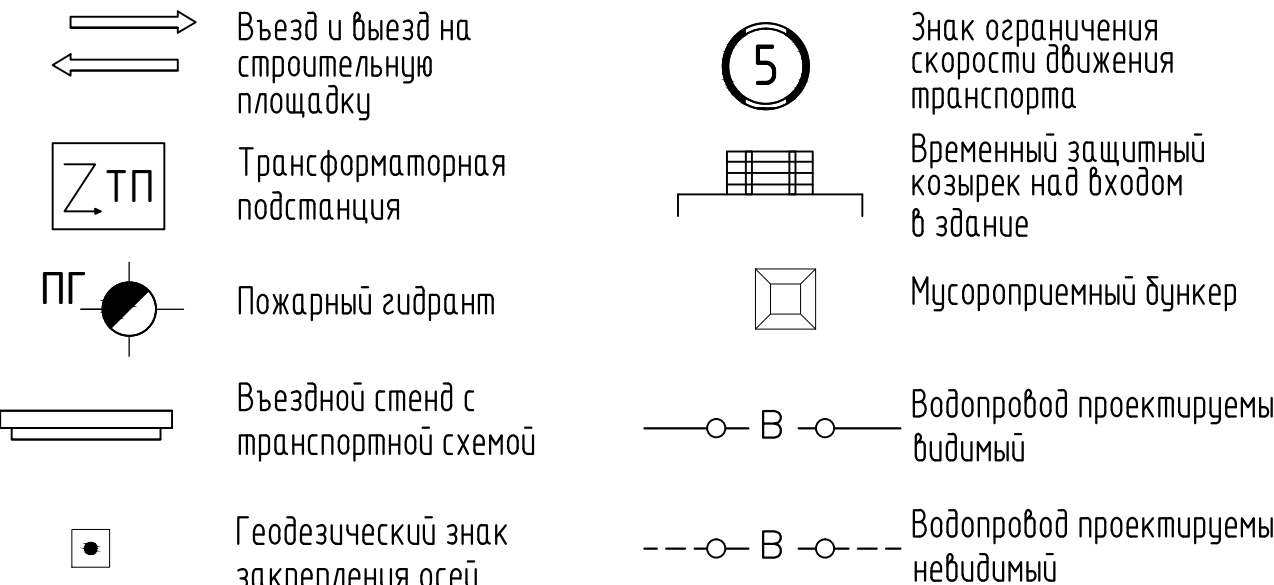 Въезд и выезд на
строительную
площадку
ТП
Трансформаторная
подстанция
ПГ
Пожарный гидрант
Въездной стенд с
транспортной схемой
Геодезический знак
закрепления осей
5
Знак ограничения
скорости движения
транспорта
Временный защитный
козырек над входом
в здание
Мусороприемный бункер
В
Водопровод проектируемы
видимый
В
Водопровод проектируемы
невидимый